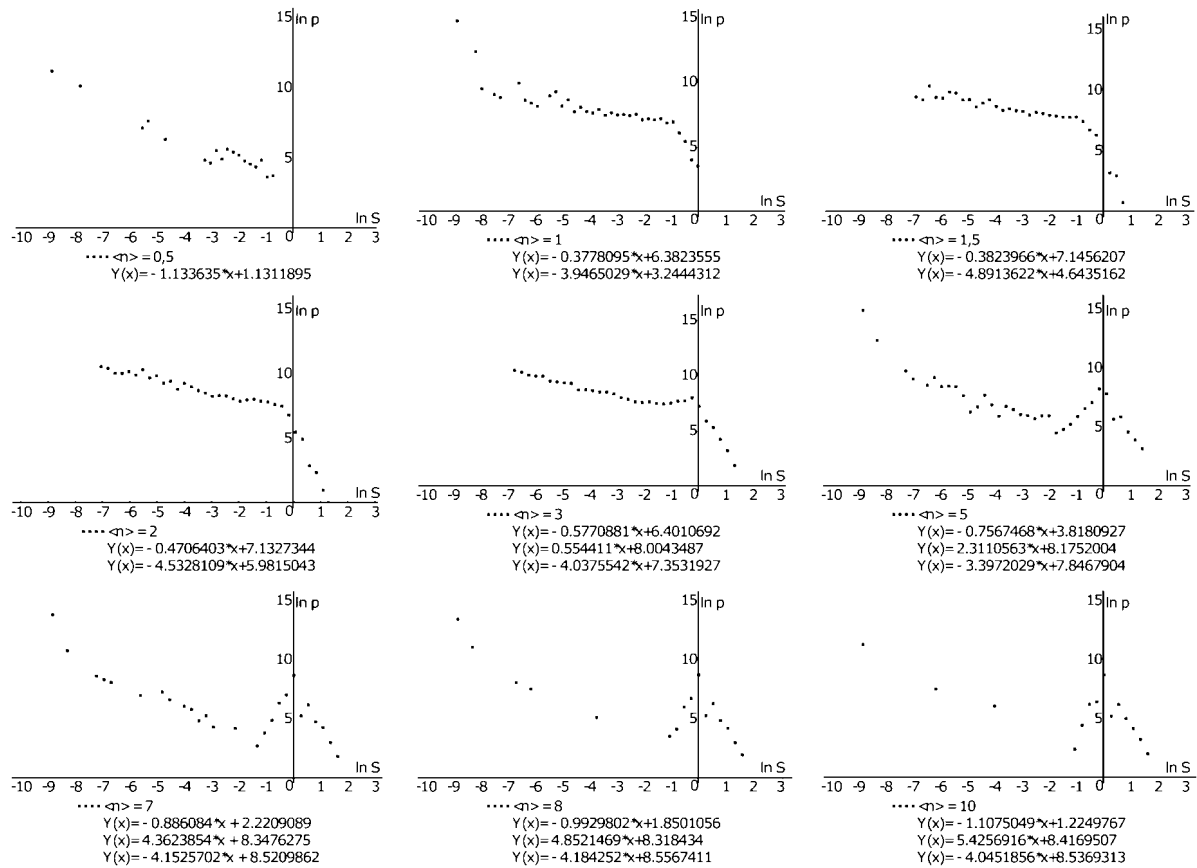 15 ln p
10
5
ln S
-10 -9 -8 -7 -6 -5 -4 -3 -2 -1 0 1 2 3
<n> = 0,5
Y(x)= - 1.133635*x+1.1311895
15 ln p
10
5
ln S
-10 -9 -8 -7 -6 -5 -4 -3 -2 -1 0 1 2 3
<n> = 1
Y(x)= - 0.3778095*x+6.3823555
Y(x)= - 3.9465029*x+3.2444312
15 ln p
10
5
ln S
-10 -9 -8 -7 -6 -5 -4 -3 -2 -1 0 1 2 3
<n> = 1,5
Y(x)= - 0.3823966*x+7.1456207
Y(x)= - 4.8913622*x+4.6435162
15 ln p
10
5
ln S
-10 -9 -8 -7 -6 -5 -4 -3 -2 -1 0 1 2 3
<n> = 2
Y(x)= - 0.4706403*x+7.1327344
Y(x)= - 4.5328109*x+5.9815043
15 ln p
10
5
ln S
-10 -9 -8 -7 -6 -5 -4 -3 -2 -1 0 1 2 3
<n> = 3
Y(x)= - 0.5770881*x+6.4010692
Y(x)= 0.554411*x+8.0043487
Y(x)= - 4.0375542*x+7.3531927
15 ln p
10
5
ln S
-10 -9 -8 -7 -6 -5 -4 -3 -2 -1 0 1 2 3
<n> = 5
Y(x)= - 0.7567468*x+3.8180927
Y(x)= 2.3110563*x+8.1752004
Y(x)= - 3.3972029*x+7.8467904
15 ln p
10
5
ln S
-10 -9 -8 -7 -6 -5 -4 -3 -2 -1 0 1 2 3
<n> = 7
Y(x)= - 0.886084*x + 2.2209089
Y(x)= 4.3623854*x + 8.3476275
Y(x)= - 4.1525702*x + 8.5209862
15 ln p
10
5
ln S
-10 -9 -8 -7 -6 -5 -4 -3 -2 -1 0 1 2 3
<n> = 8
Y(x)= - 0.9929802*x+1.8501056
Y(x)= 4.8521469*x+8.318434
Y(x)= - 4.184252*x+8.5567411
15 ln p
10
5
ln S
-10 -9 -8 -7 -6 -5 -4 -3 -2 -1 0 1 2 3
<n> = 10
Y(x)= - 1.1075049*x+1.2249767
Y(x)= 5.4256916*x+8.4169507
Y(x)= - 4.0451856*x+8.5369313